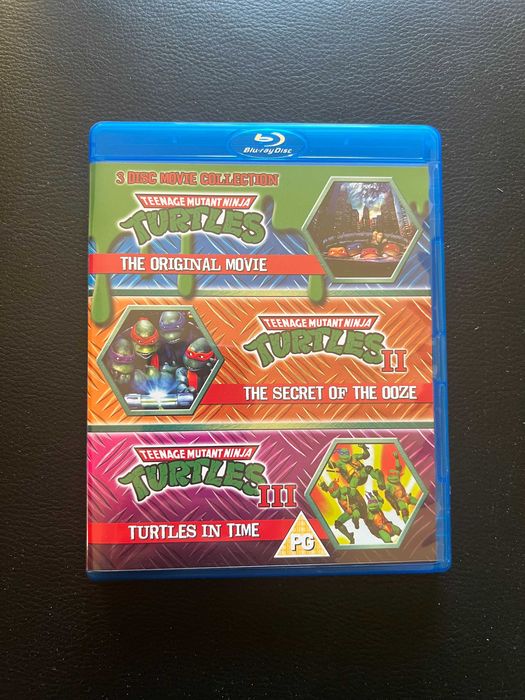 Blu-ray Disc
3 DISC MOVIE COLLECTION
TEENAGE MUTANT NINJA
TURTLES
THE ORIGINAL MOVIE
TEENAGE MUTANT NINJA
TURTLES II
THE SECRET OF THE OOZE
TEENAGE MUTANT NINJA
TURTLES III
TURTLES IN TIME
PG